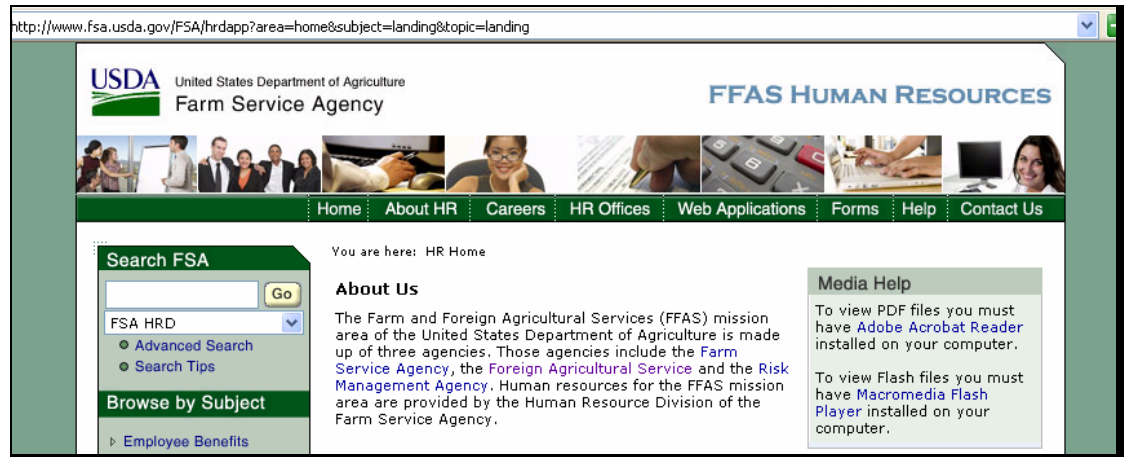 http://www.fsa.usda.gov/FSA/hrdapp?area=home&subject=landing&topic=landing
USDA
United States Department of Agriculture
Farm Service Agency
FFAS Human Resources
Home
About HR
Careers
HR Offices
Web Applications
Forms
Help
Contact Us
Search FSA
Go
FSA HRD
Advanced Search
Search Tips
Browse by Subject
Employee Benefits
You are here: HR Home
About Us
The Farm and Foreign Agricultural Services (FFAS) mission
area of the United States Department of Agriculture is made
up of three agencies. Those agencies include the Farm
Service Agency, the Foreign Agricultural Service and the Risk
Management Agency. Human resources for the FFAS mission
area are provided by the Human Resource Division of the
Farm Service Agency.
Media Help
To view PDF files you must
have Adobe Acrobat Reader
installed on your computer.
To view Flash files you must
have Macromedia Flash
Player installed on your
computer.